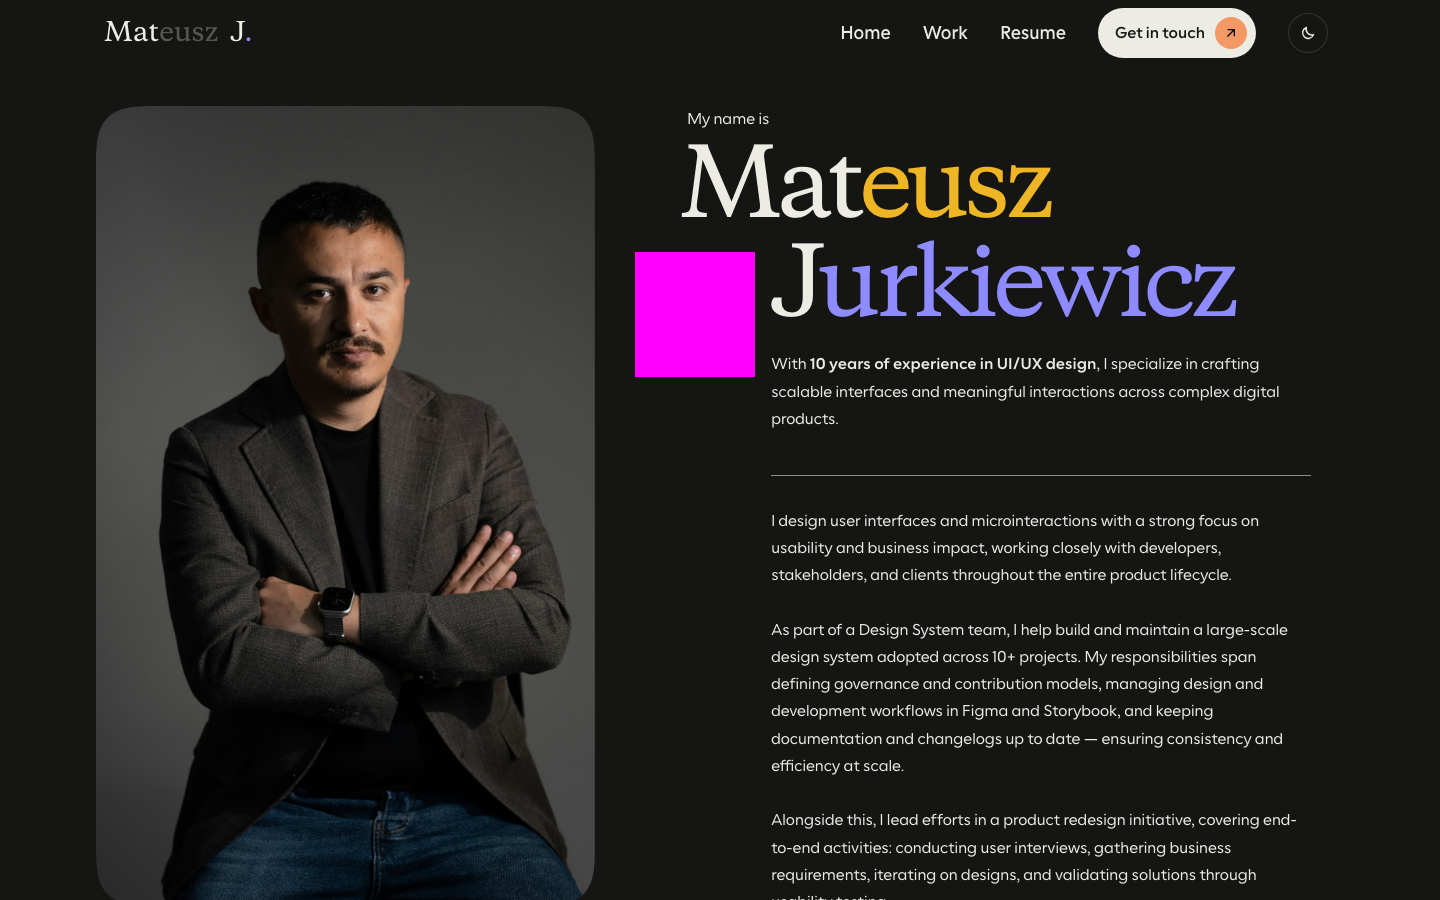 Mateusz J.
Home
Work
Resume
Get in touch
My name is
Mateusz
Jurkiewicz
With 10 years of experience in UI/UX design, I specialize in crafting
scalable interfaces and meaningful interactions across complex digital
products.
I design user interfaces and microinteractions with a strong focus on
usability and business impact, working closely with developers,
stakeholders, and clients throughout the entire product lifecycle.
As part of a Design System team, I help build and maintain a large-scale
design system adopted across 10+ projects. My responsibilities span
defining governance and contribution models, managing design and
development workflows in Figma and Storybook, and keeping
documentation and changelogs up to date — ensuring consistency and
efficiency at scale.
Alongside this, I lead efforts in a product redesign initiative, covering end-
to-end activities: conducting user interviews, gathering business
requirements, iterating on designs, and validating solutions through